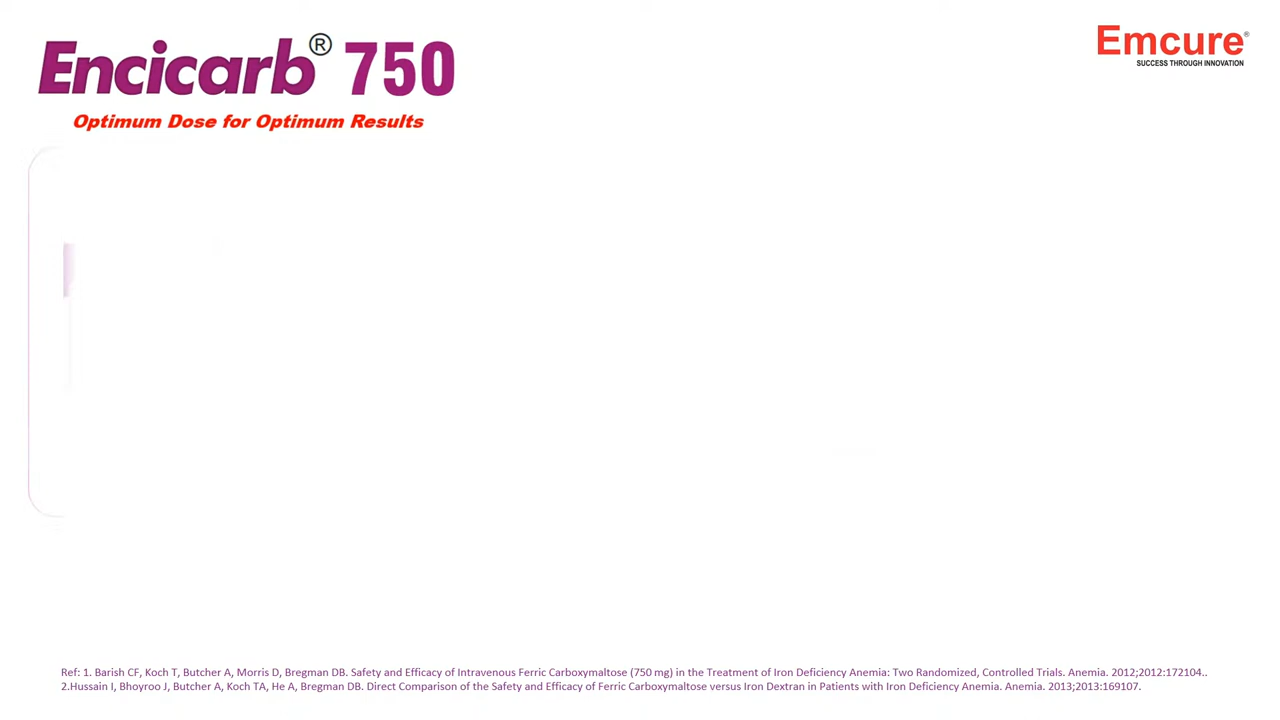 Encicarb® 750
Optimum Dose for Optimum Results
Emcure®
SUCCESS THROUGH INNOVATION
Ref: 1. Barish CF, Koch T, Butcher A, Morris D, Bregman DB. Safety and Efficacy of Intravenous Ferric Carboxymaltose (750 mg) in the Treatment of Iron Deficiency Anemia: Two Randomized, Controlled Trials. Anemia. 2012;2012:172104..
2.Hussain I, Bhoyroo J, Butcher A, Koch TA, He A, Bregman DB. Direct Comparison of the Safety and Efficacy of Ferric Carboxymaltose versus Iron Dextran in Patients with Iron Deficiency Anemia. Anemia. 2013;2013:169107.